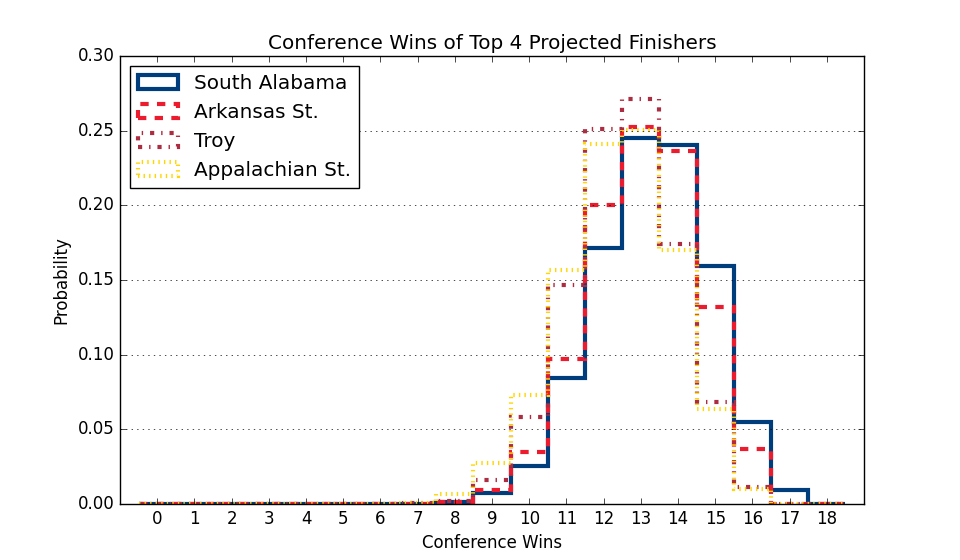 Conference Wins of Top 4 Projected Finishers
0.30
0.25
0.20
0.15
0.10
0.05
0.00
Probability
South Alabama
Arkansas St.
Troy
Appalachian St.
0 1 2 3 4 5 6 7 8 9 10 11 12 13 14 15 16 17 18
Conference Wins